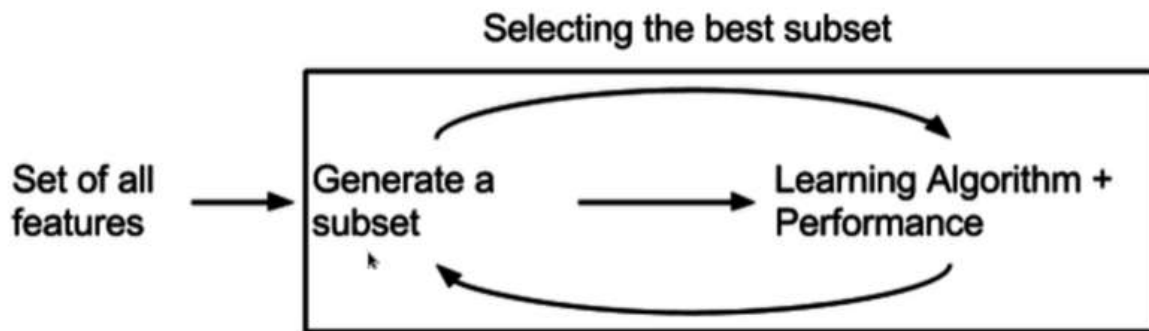 Selecting the best subset
Set of all
features
Generate a
subset
Learning Algorithm +
Performance